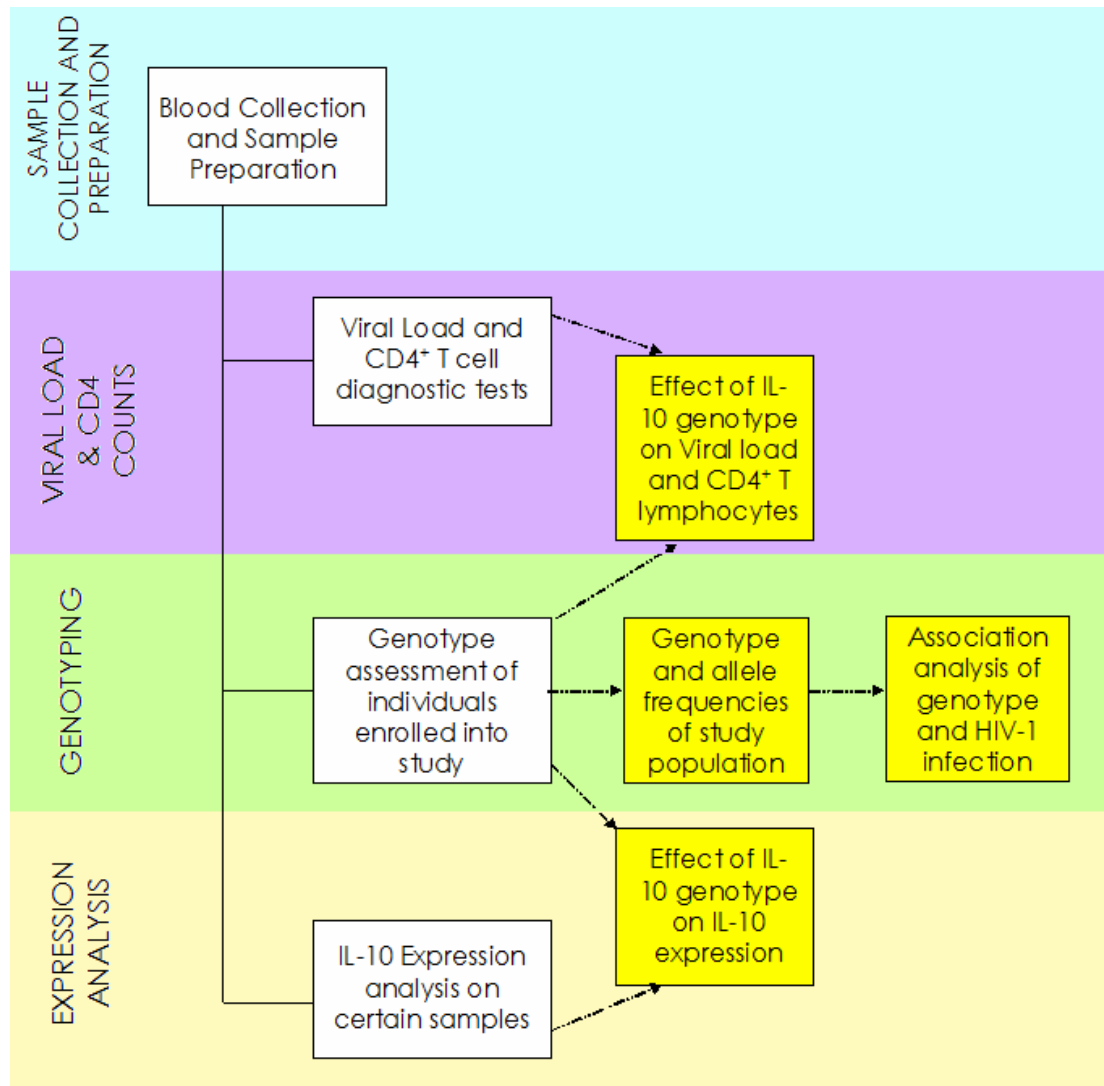 SAMPLE
COLLECTION AND
PREPARATION
Blood Collection
and Sample
Preparation
VIRAL LOAD
& CD4
COUNTS
Viral Load and
CD4⁺ T cell
diagnostic tests
Effect of IL-
10 genotype
on Viral load
and CD4⁺ T
lymphocytes
GENOTYPING
Genotype
assessment of
individuals
enrolled into
study
Genotype
and allele
frequencies
of study
population
Association
analysis of
genotype
and HIV-1
infection
EXPRESSION
ANALYSIS
Effect of IL-
10 genotype
on IL-10
expression
IL-10 Expression
analysis on
certain samples